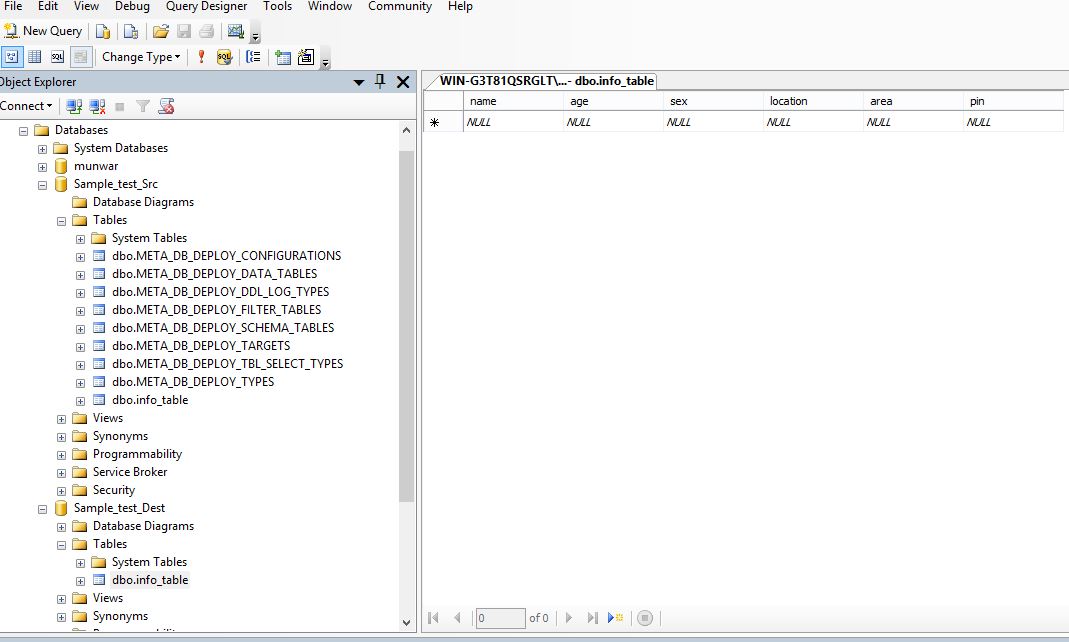 File Edit View Debug Query Designer Tools Window Community Help
New Query
SQL Change Type
Object Explorer
Connect
Databases
System Databases
munwar
Sample_test_Src
Database Diagrams
Tables
System Tables
dbo.META_DB_DEPLOY_CONFIGURATIONS
dbo.META_DB_DEPLOY_DATA_TABLES
dbo.META_DB_DEPLOY_DDL_LOG_TYPES
dbo.META_DB_DEPLOY_FILTER_TABLES
dbo.META_DB_DEPLOY_SCHEMA_TABLES
dbo.META_DB_DEPLOY_TARGETS
dbo.META_DB_DEPLOY_TBL_SELECT_TYPES
dbo.META_DB_DEPLOY_TYPES
dbo.info_table
Views
Synonyms
Programmability
Service Broker
Security
Sample_test_Dest
Database Diagrams
Tables
System Tables
dbo.info_table
Views
Synonyms
WIN-G3T81QSRGLT\...- dbo.info_table
name age sex location area pin
NULL NULL NULL NULL NULL NULL
0 of 0